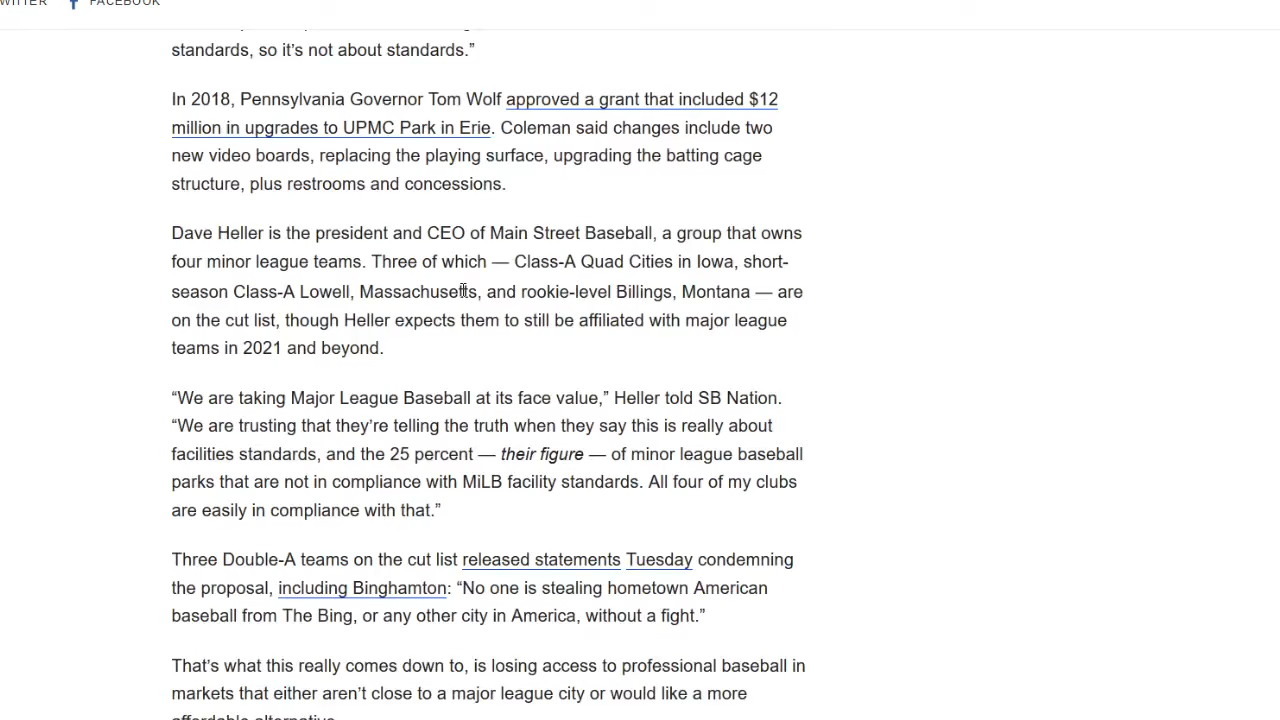 FACEBOOK
standards, so it’s not about standards.”
In 2018, Pennsylvania Governor Tom Wolf approved a grant that included $12
million in upgrades to UPMC Park in Erie. Coleman said changes include two
new video boards, replacing the playing surface, upgrading the batting cage
structure, plus restrooms and concessions.
Dave Heller is the president and CEO of Main Street Baseball, a group that owns
four minor league teams. Three of which — Class-A Quad Cities in Iowa, short-
season Class-A Lowell, Massachusetts, and rookie-level Billings, Montana — are
on the cut list, though Heller expects them to still be affiliated with major league
teams in 2021 and beyond.
“We are taking Major League Baseball at its face value,” Heller told SB Nation.
“We are trusting that they’re telling the truth when they say this is really about
facilities standards, and the 25 percent — their figure — of minor league baseball
parks that are not in compliance with MiLB facility standards. All four of my clubs
are easily in compliance with that.”
Three Double-A teams on the cut list released statements Tuesday condemning
the proposal, including Binghamton: “No one is stealing hometown American
baseball from The Bing, or any other city in America, without a fight.”
That’s what this really comes down to, is losing access to professional baseball in
markets that either aren’t close to a major league city or would like a more
affordable alternative.